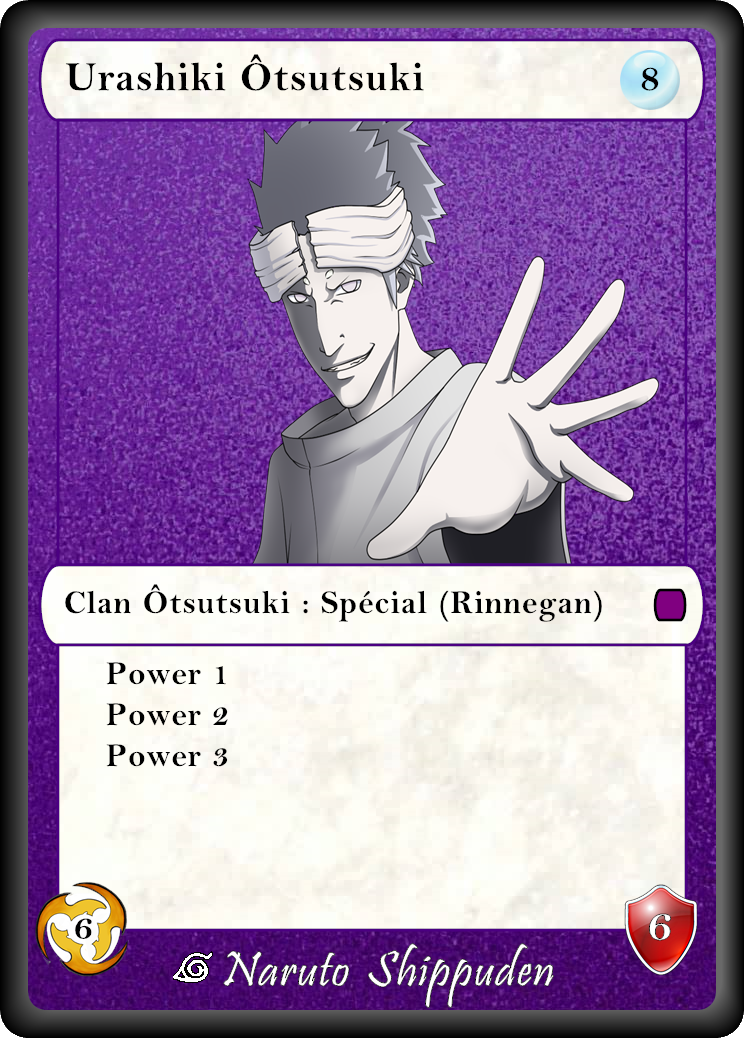 Urashiki Ôtsutsuki
8
Clan Ôtsutsuki : Spécial (Rinnegan)
Power 1
Power 2
Power 3
6
6
Naruto Shippuden